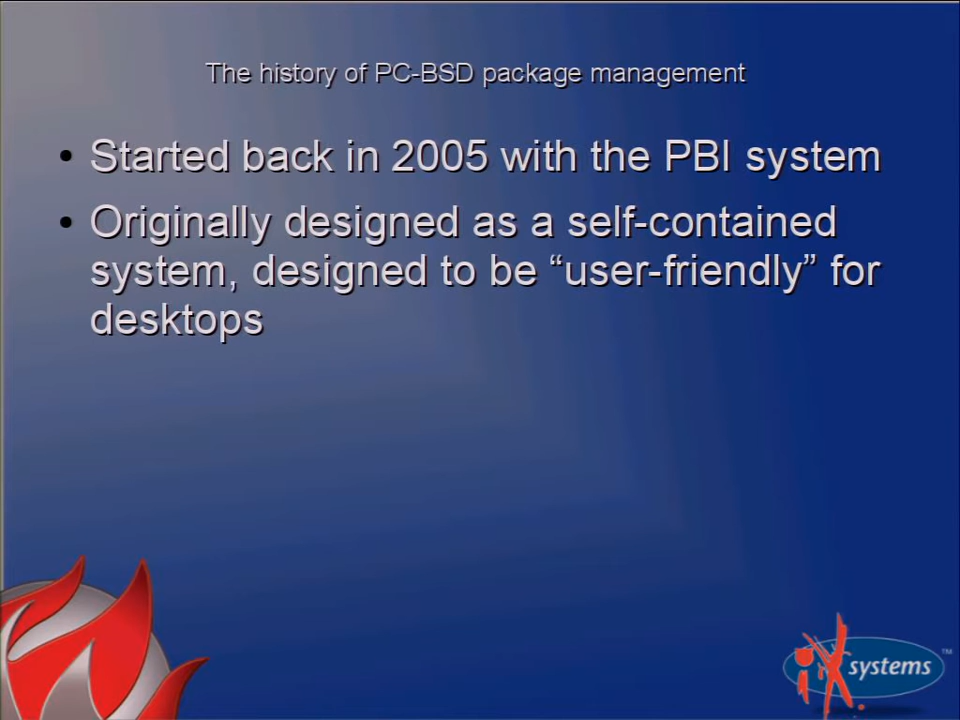 The history of PC-BSD package management
• Started back in 2005 with the PBI system
• Originally designed as a self-contained
system, designed to be “user-friendly” for
desktops
iX systems ™